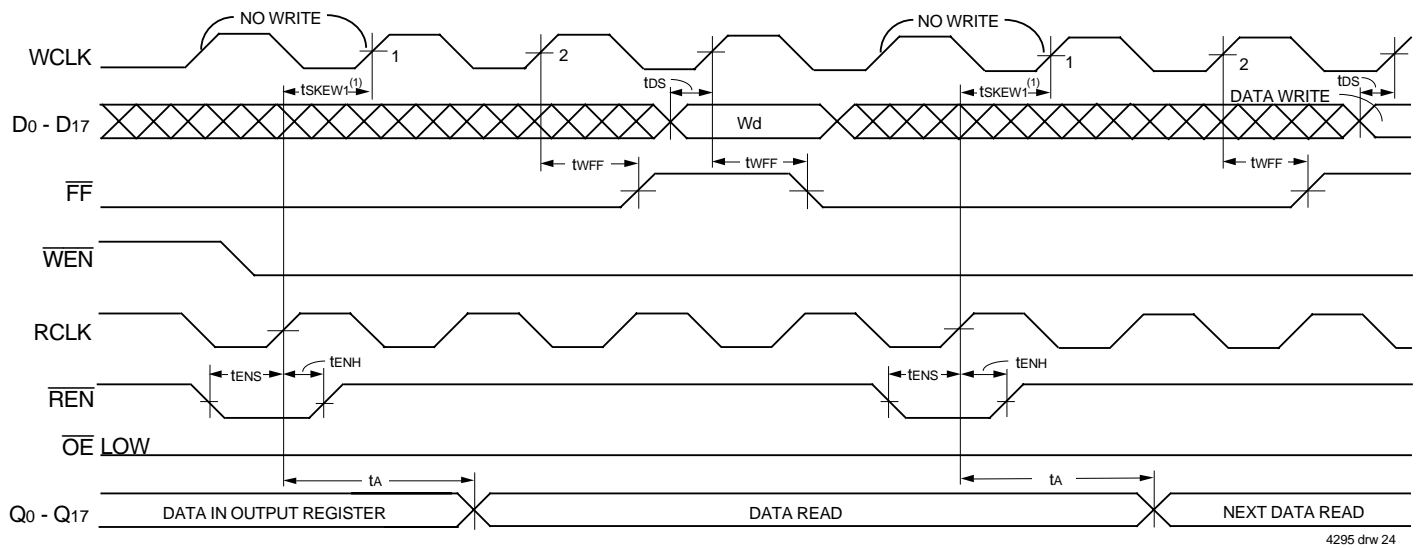 NO WRITE
NO WRITE
WCLK
1
2
1
2
tSKEW1(1)
tDS
tSKEW1(1)
tDS
DATA WRITE
D0 - D17
Wd
tWFF
tWFF
tWFF
FF
WEN
RCLK
tENS
tENH
tENS
tENH
REN
OE LOW
tA
tA
Q0 - Q17
DATA IN OUTPUT REGISTER
DATA READ
NEXT DATA READ
4295 drw 24